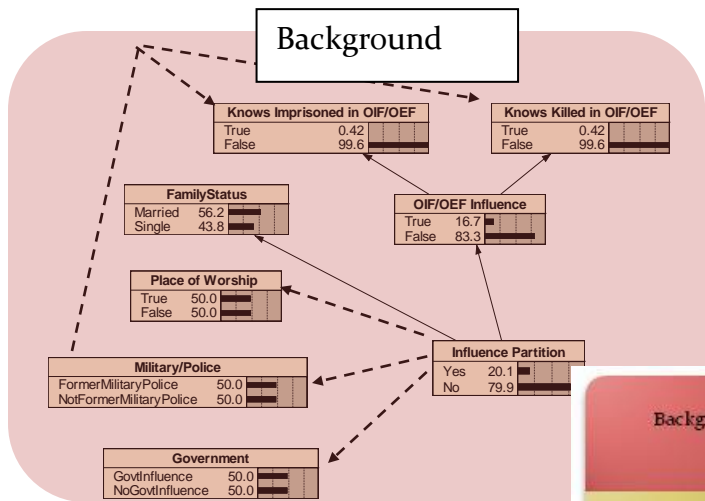 Background
Knows Imprisoned in OIF/OEF
True 0.42
False 99.6
Knows Killed in OIF/OEF
True 0.42
False 99.6
FamilyStatus
Married 56.2
Single 43.8
OIF/OEF Influence
True 16.7
False 83.3
Place of Worship
True 50.0
False 50.0
Influence Partition
Yes 20.1
No 79.9
Military/Police
FormerMilitaryPolice 50.0
NotFormerMilitaryPolice 50.0
Government
GovtInfluence 50.0
NoGovtInfluence 50.0
Backg